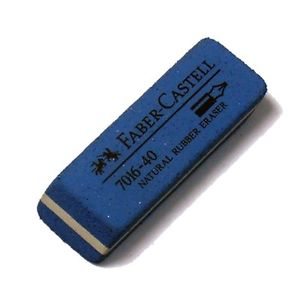 FABER-CASTELL
7016-40
NATURAL RUBBER ERASER